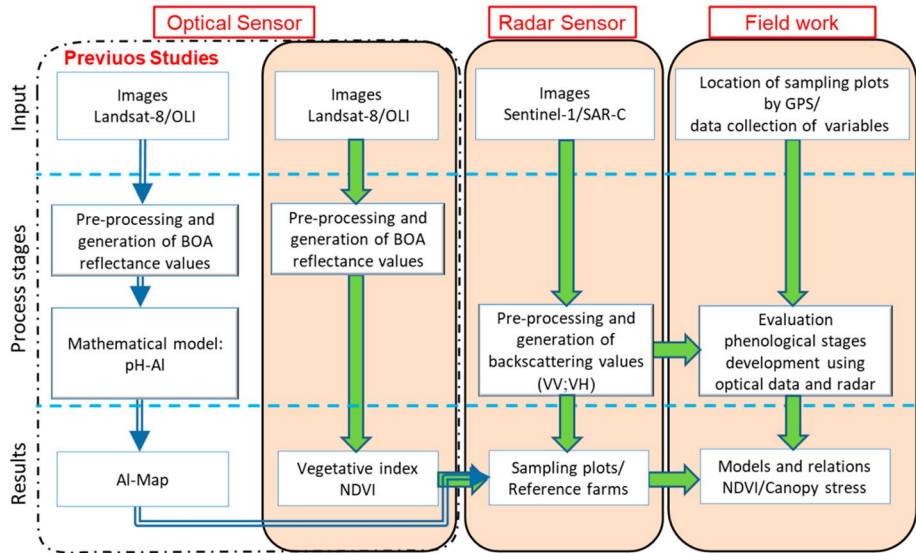 Optical Sensor
Radar Sensor
Field work
Previuos Studies
Input
Images
Landsat-8/OLI
Images
Landsat-8/OLI
Images
Sentinel-1/SAR-C
Location of sampling plots
by GPS/
data collection of variables
Process stages
Pre-processing and
generation of BOA
reflectance values
Pre-processing and
generation of BOA
reflectance values
Mathematical model:
pH-Al
Pre-processing and
generation of
backscattering values
(VV;VH)
Evaluation
phenological stages
development using
optical data and radar
Results
Al-Map
Vegetative index
NDVI
Sampling plots/
Reference farms
Models and relations
NDVI/Canopy stress